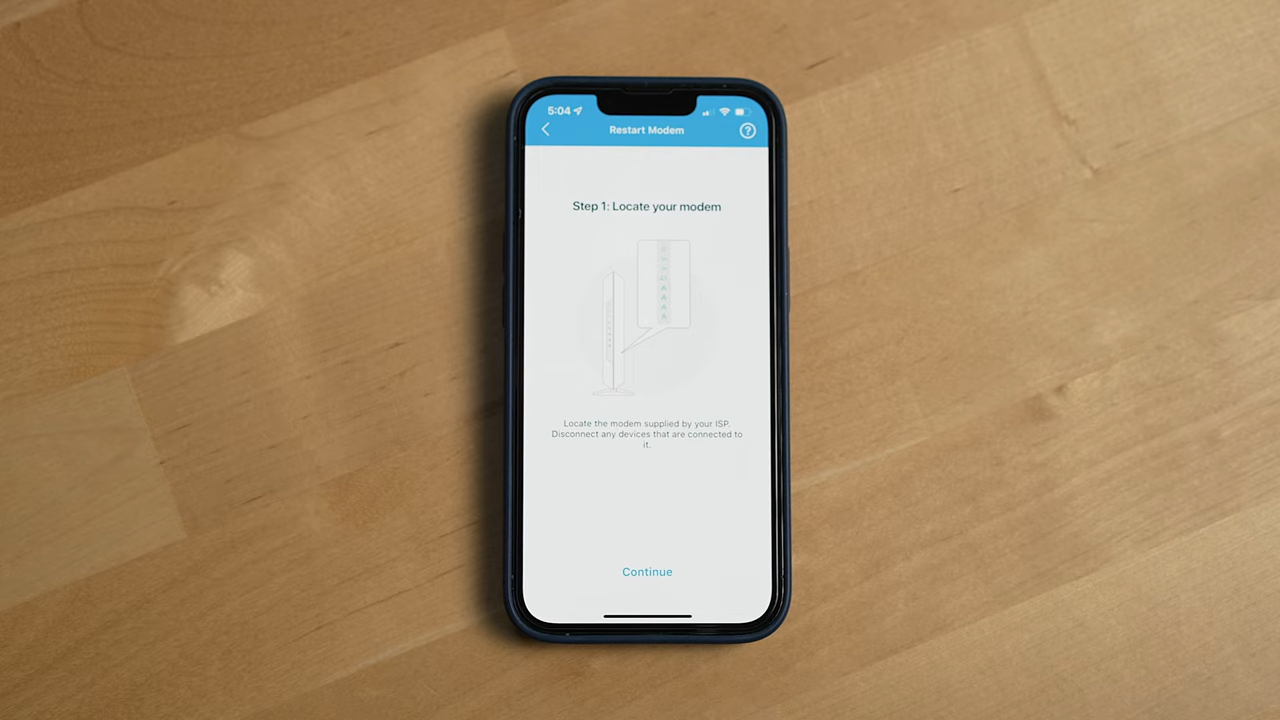 5:04
Restart Modem
?
Step 1: Locate your modem
Locate the modem supplied by your ISP.
Disconnect any devices that are connected to
it.
Continue